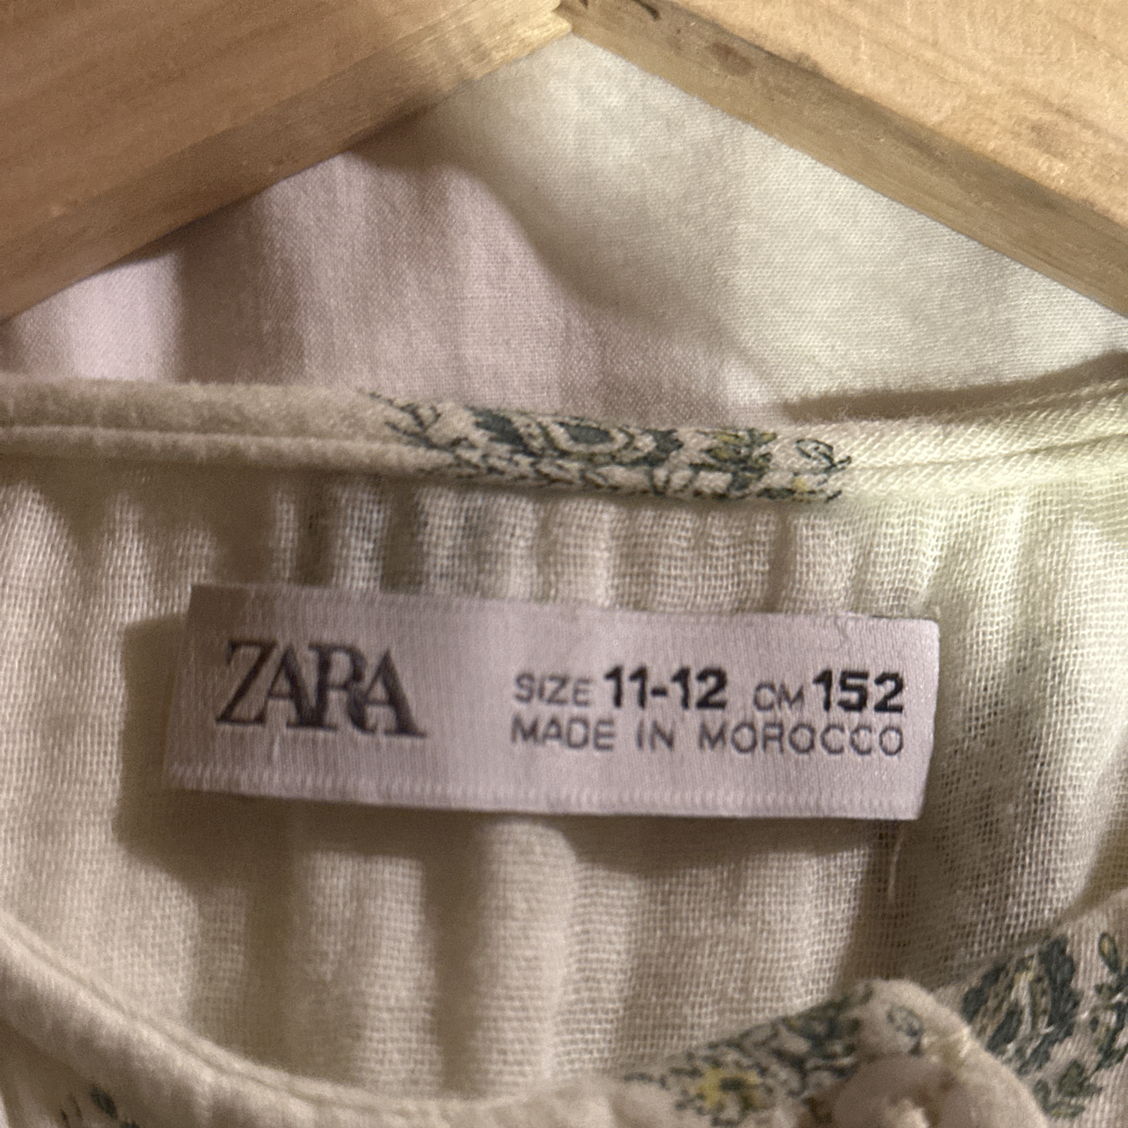 ZARA
SIZE 11-12 CM 152
MADE IN MOROCCO